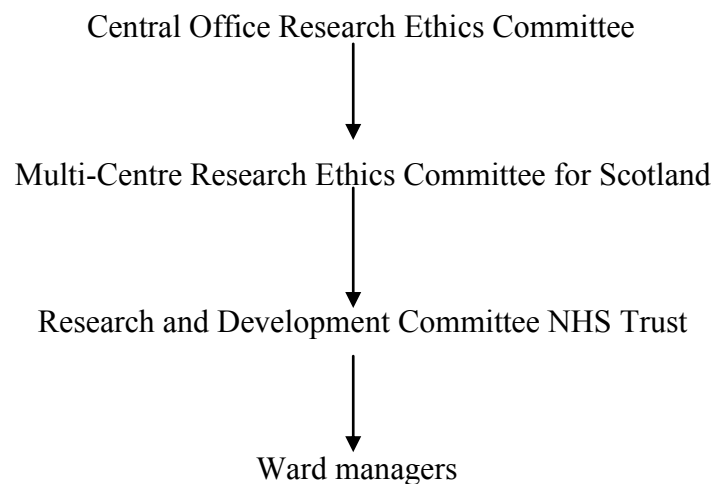 Central Office Research Ethics Committee
Multi-Centre Research Ethics Committee for Scotland
Research and Development Committee NHS Trust
Ward managers